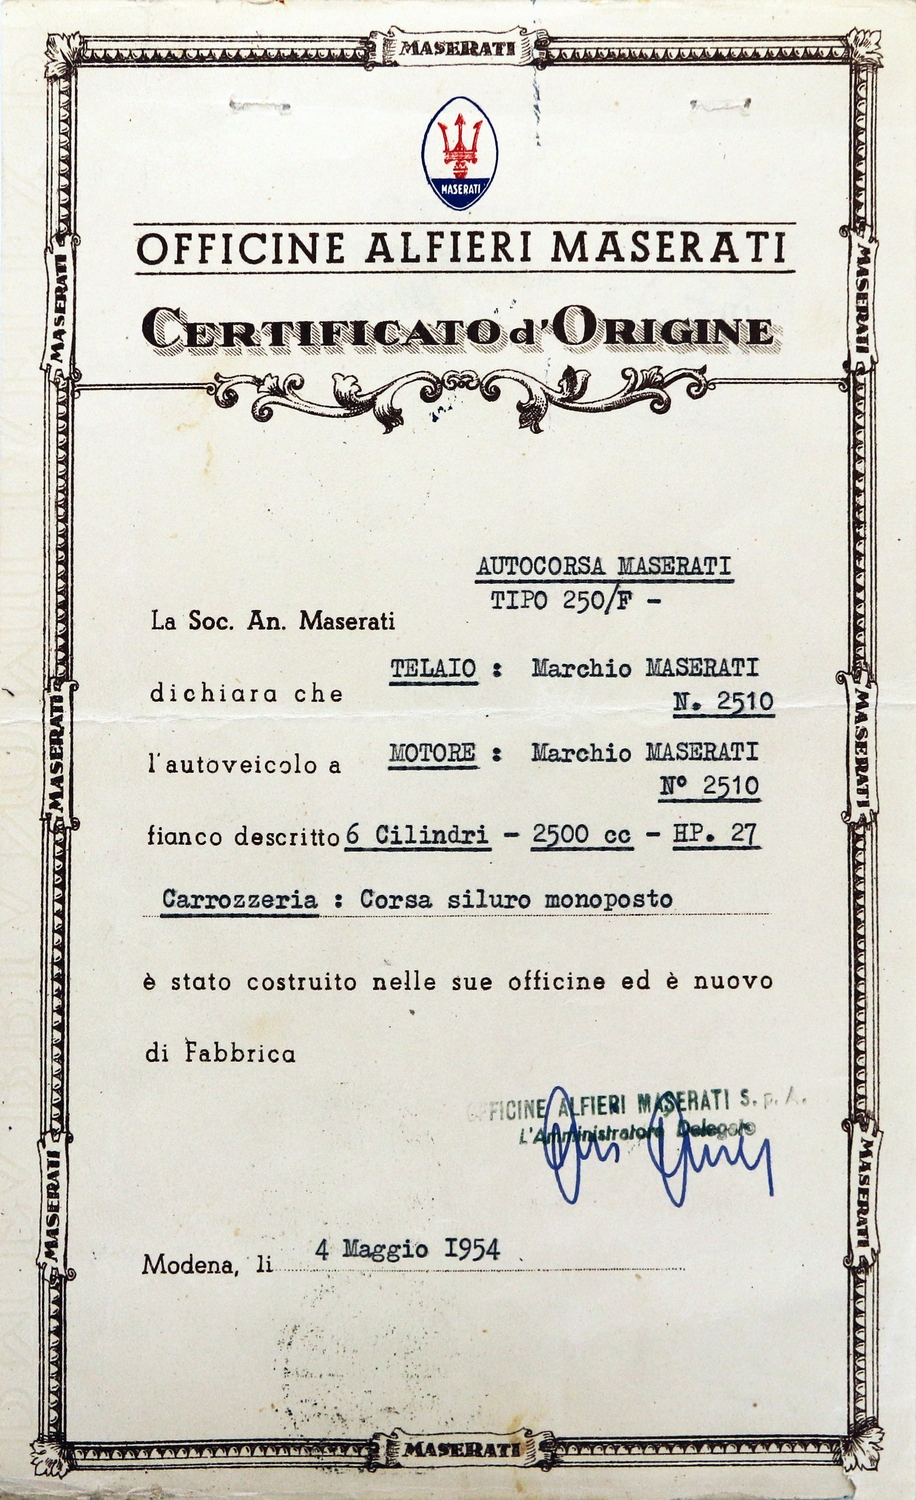 MASERATI
MASERATI
OFFICINE ALFIERI MASERATI
CERTIFICATO d'ORIGINE
MASERATI
MASERATI
AUTOCORSA MASERATI
TIPO 250/F -
La Soc. An. Maserati
TELAIO : Marchio MASERATI
dichiara che
N. 2510
MASERATI
MASERATI
MOTORE : Marchio MASERATI
l'autoveicolo a
Nº 2510
fianco descritto 6 Cilindri - 2500 cc - HP. 27
Carrozzeria : Corsa siluro monoposto
è stato costruito nelle sue officine ed è nuovo
di Fabbrica
OFFICINE ALFIERI MASERATI S. p. A.
L'Amministratore Delegato
MASERATI
MASERATI
Modena, li 4 Maggio I954
MASERATI